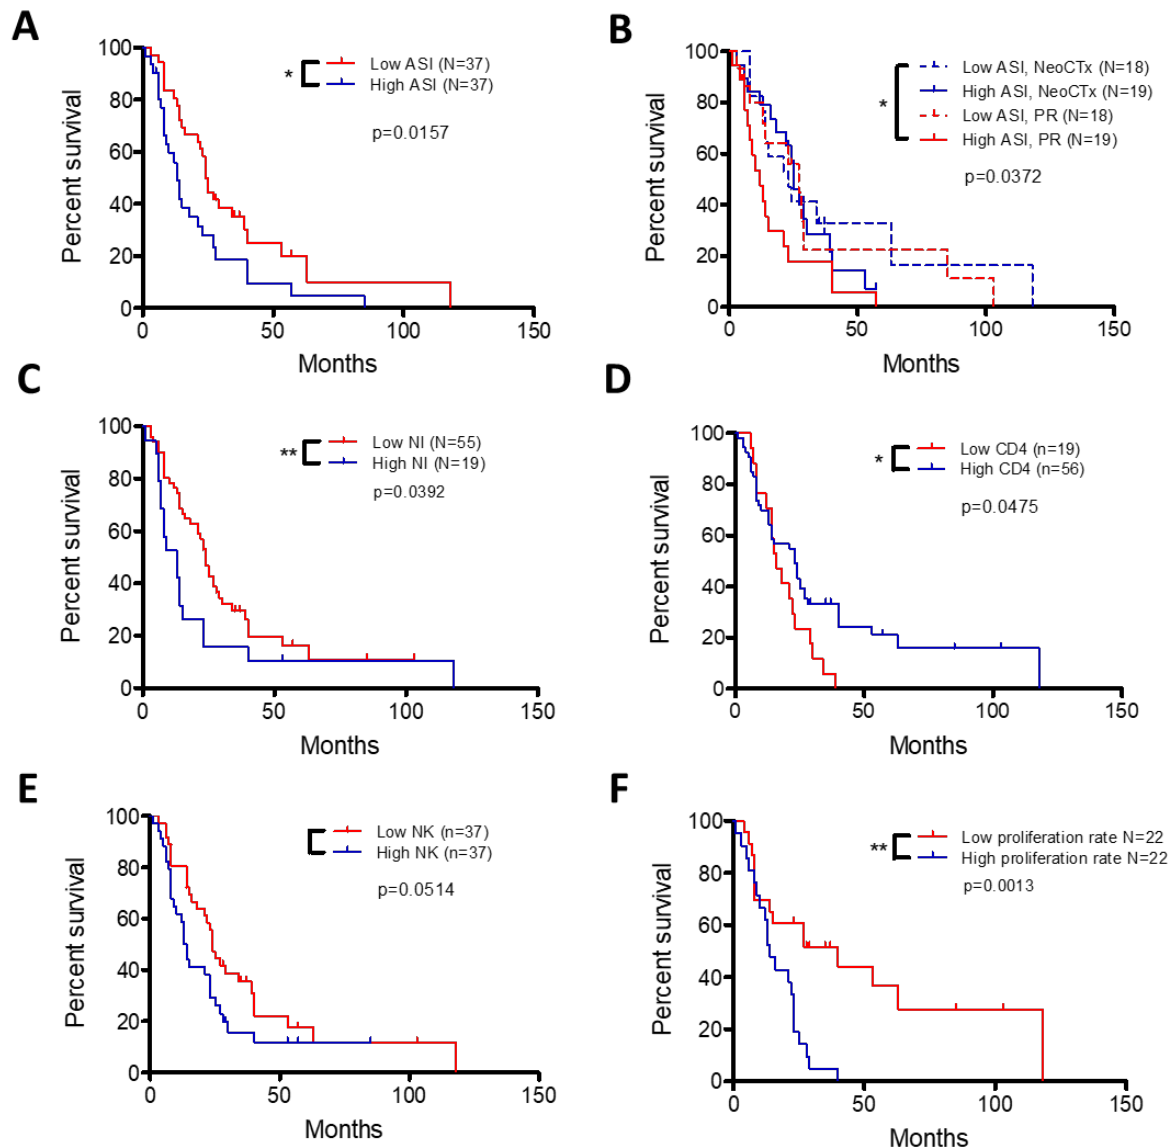 A
100
80
60
40
20
0
0 50 100 150
Percent survival
Months
*
Low ASI (N=37)
High ASI (N=37)
p=0.0157
B
100
80
60
40
20
0
0 50 100 150
Percent survival
Months
*
Low ASI, NeoCTx (N=18)
High ASI, NeoCTx (N=19)
Low ASI, PR (N=18)
High ASI, PR (N=19)
p=0.0372
C
100
80
60
40
20
0
0 50 100 150
Percent survival
Months
**
Low NI (N=55)
High NI (N=19)
p=0.0392
D
100
80
60
40
20
0
0 50 100 150
Percent survival
Months
*
Low CD4 (n=19)
High CD4 (n=56)
p=0.0475
E
100
80
60
40
20
0
0 50 100 150
Percent survival
Months
Low NK (n=37)
High NK (n=37)
p=0.0514
F
100
80
60
40
20
0
0 50 100 150
Percent survival
Months
**
Low proliferation rate N=22
High proliferation rate N=22
p=0.0013